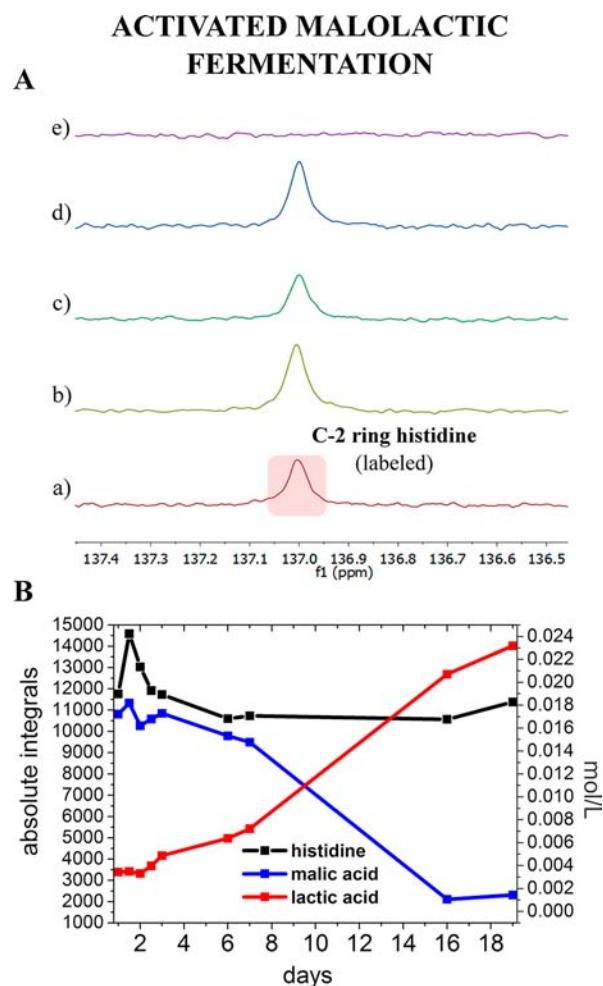 ACTIVATED MALOLACTIC
FERMENTATION
A
e)
d)
c)
b)
C-2 ring histidine
(labeled)
a)
137.4 137.3 137.2 137.1 137.0 136.9 136.8 136.7 136.6 136.5
f1 (ppm)
B
15000
14000
13000
12000
11000
10000
9000
8000
7000
6000
5000
4000
3000
2000
1000
absolute integrals
0.024
0.022
0.020
0.018
0.016
0.014
0.012
0.010
0.008
0.006
0.004
0.002
0.000
mol/L
histidine
malic acid
lactic acid
2 4 6 8 10 12 14 16 18
days